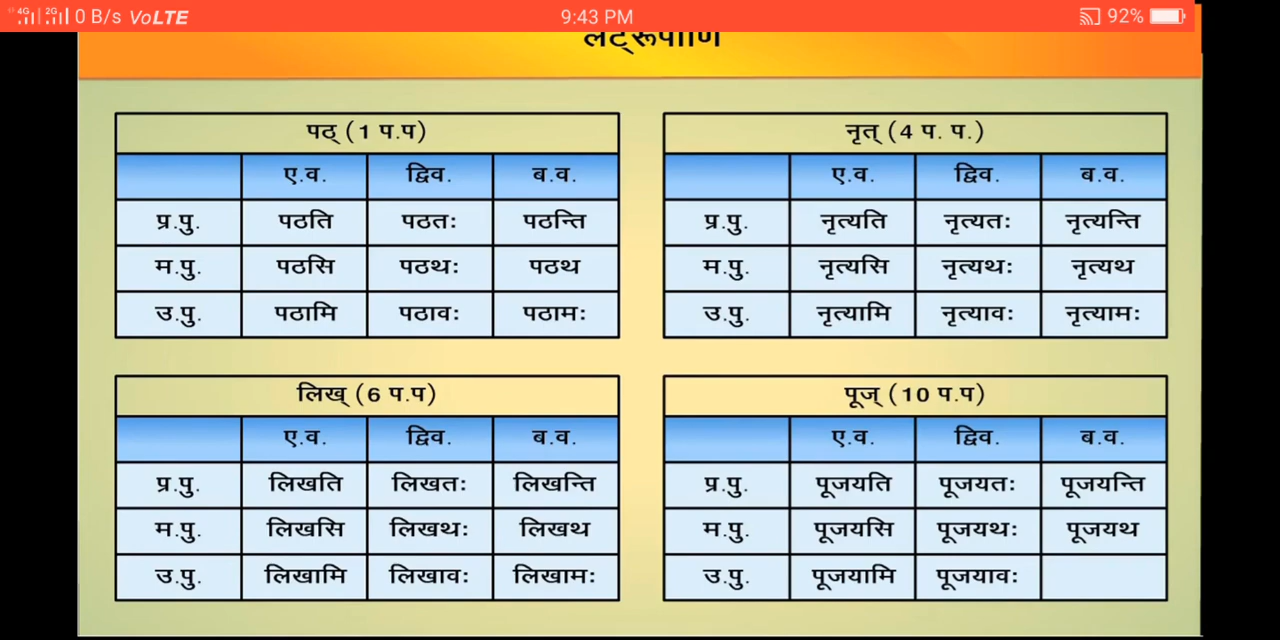 4G 2G 0 B/s VoLTE 9:43 PM 92%
लट्रूपाणि
पठ् (1 प.प)
ए.व. द्विव. ब.व.
प्र.पु. पठति पठतः पठन्ति
म.पु. पठसि पठथः पठथ
उ.पु. पठामि पठावः पठामः
नृत् (4 प. प.)
ए.व. द्विव. ब.व.
प्र.पु. नृत्यति नृत्यतः नृत्यन्ति
म.पु. नृत्यसि नृत्यथः नृत्यथ
उ.पु. नृत्यामि नृत्यावः नृत्यामः
लिख् (6 प.प)
ए.व. द्विव. ब.व.
प्र.पु. लिखति लिखतः लिखन्ति
म.पु. लिखसि लिखथः लिखथ
उ.पु. लिखामि लिखावः लिखामः
पूज् (10 प.प)
ए.व. द्विव. ब.व.
प्र.पु. पूजयति पूजयतः पूजयन्ति
म.पु. पूजयसि पूजयथः पूजयथ
उ.पु. पूजयामि पूजयावः